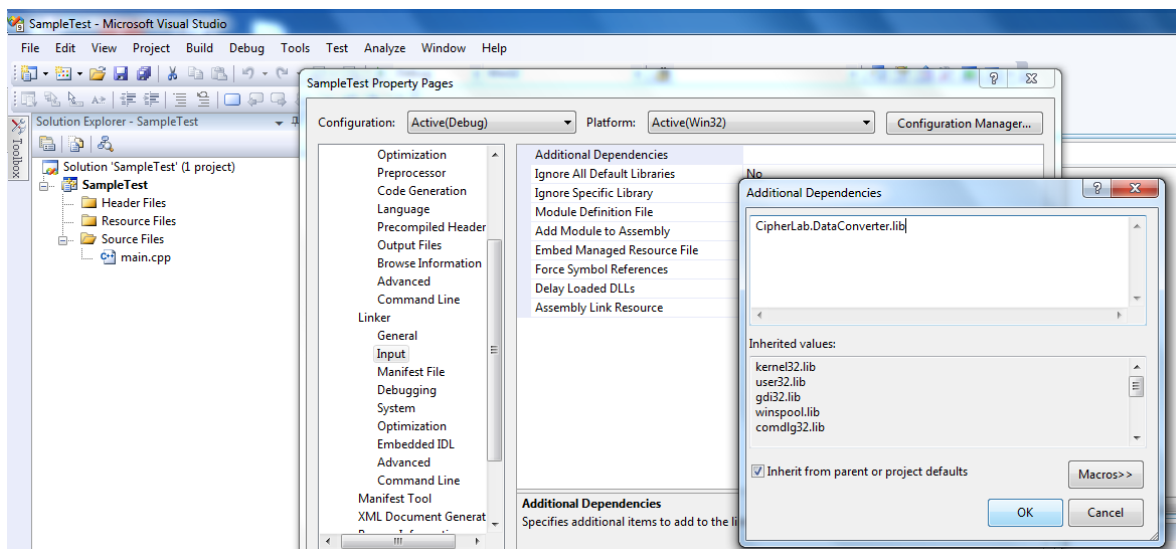 SampleTest - Microsoft Visual Studio
File Edit View Project Build Debug Tools Test Analyze Window Help
SampleTest Property Pages
Solution Explorer - SampleTest
Toolbox
Solution 'SampleTest' (1 project)
SampleTest
Header Files
Resource Files
Source Files
main.cpp
Configuration: Active(Debug) Platform: Active(Win32) Configuration Manager...
Optimization
Preprocessor
Code Generation
Language
Precompiled Header
Output Files
Browse Information
Advanced
Command Line
Linker
General
Input
Manifest File
Debugging
System
Optimization
Embedded IDL
Advanced
Command Line
Manifest Tool
XML Document Generat
Additional Dependencies
Ignore All Default Libraries No
Ignore Specific Library
Module Definition File
Add Module to Assembly
Embed Managed Resource File
Force Symbol References
Delay Loaded DLLs
Assembly Link Resource
Additional Dependencies
Specifies additional items to add to the li
Additional Dependencies
CipherLab.DataConverter.lib
Inherited values:
kernel32.lib
user32.lib
gdi32.lib
winspool.lib
comdlg32.lib
Inherit from parent or project defaults
Macros>>
OK Cancel